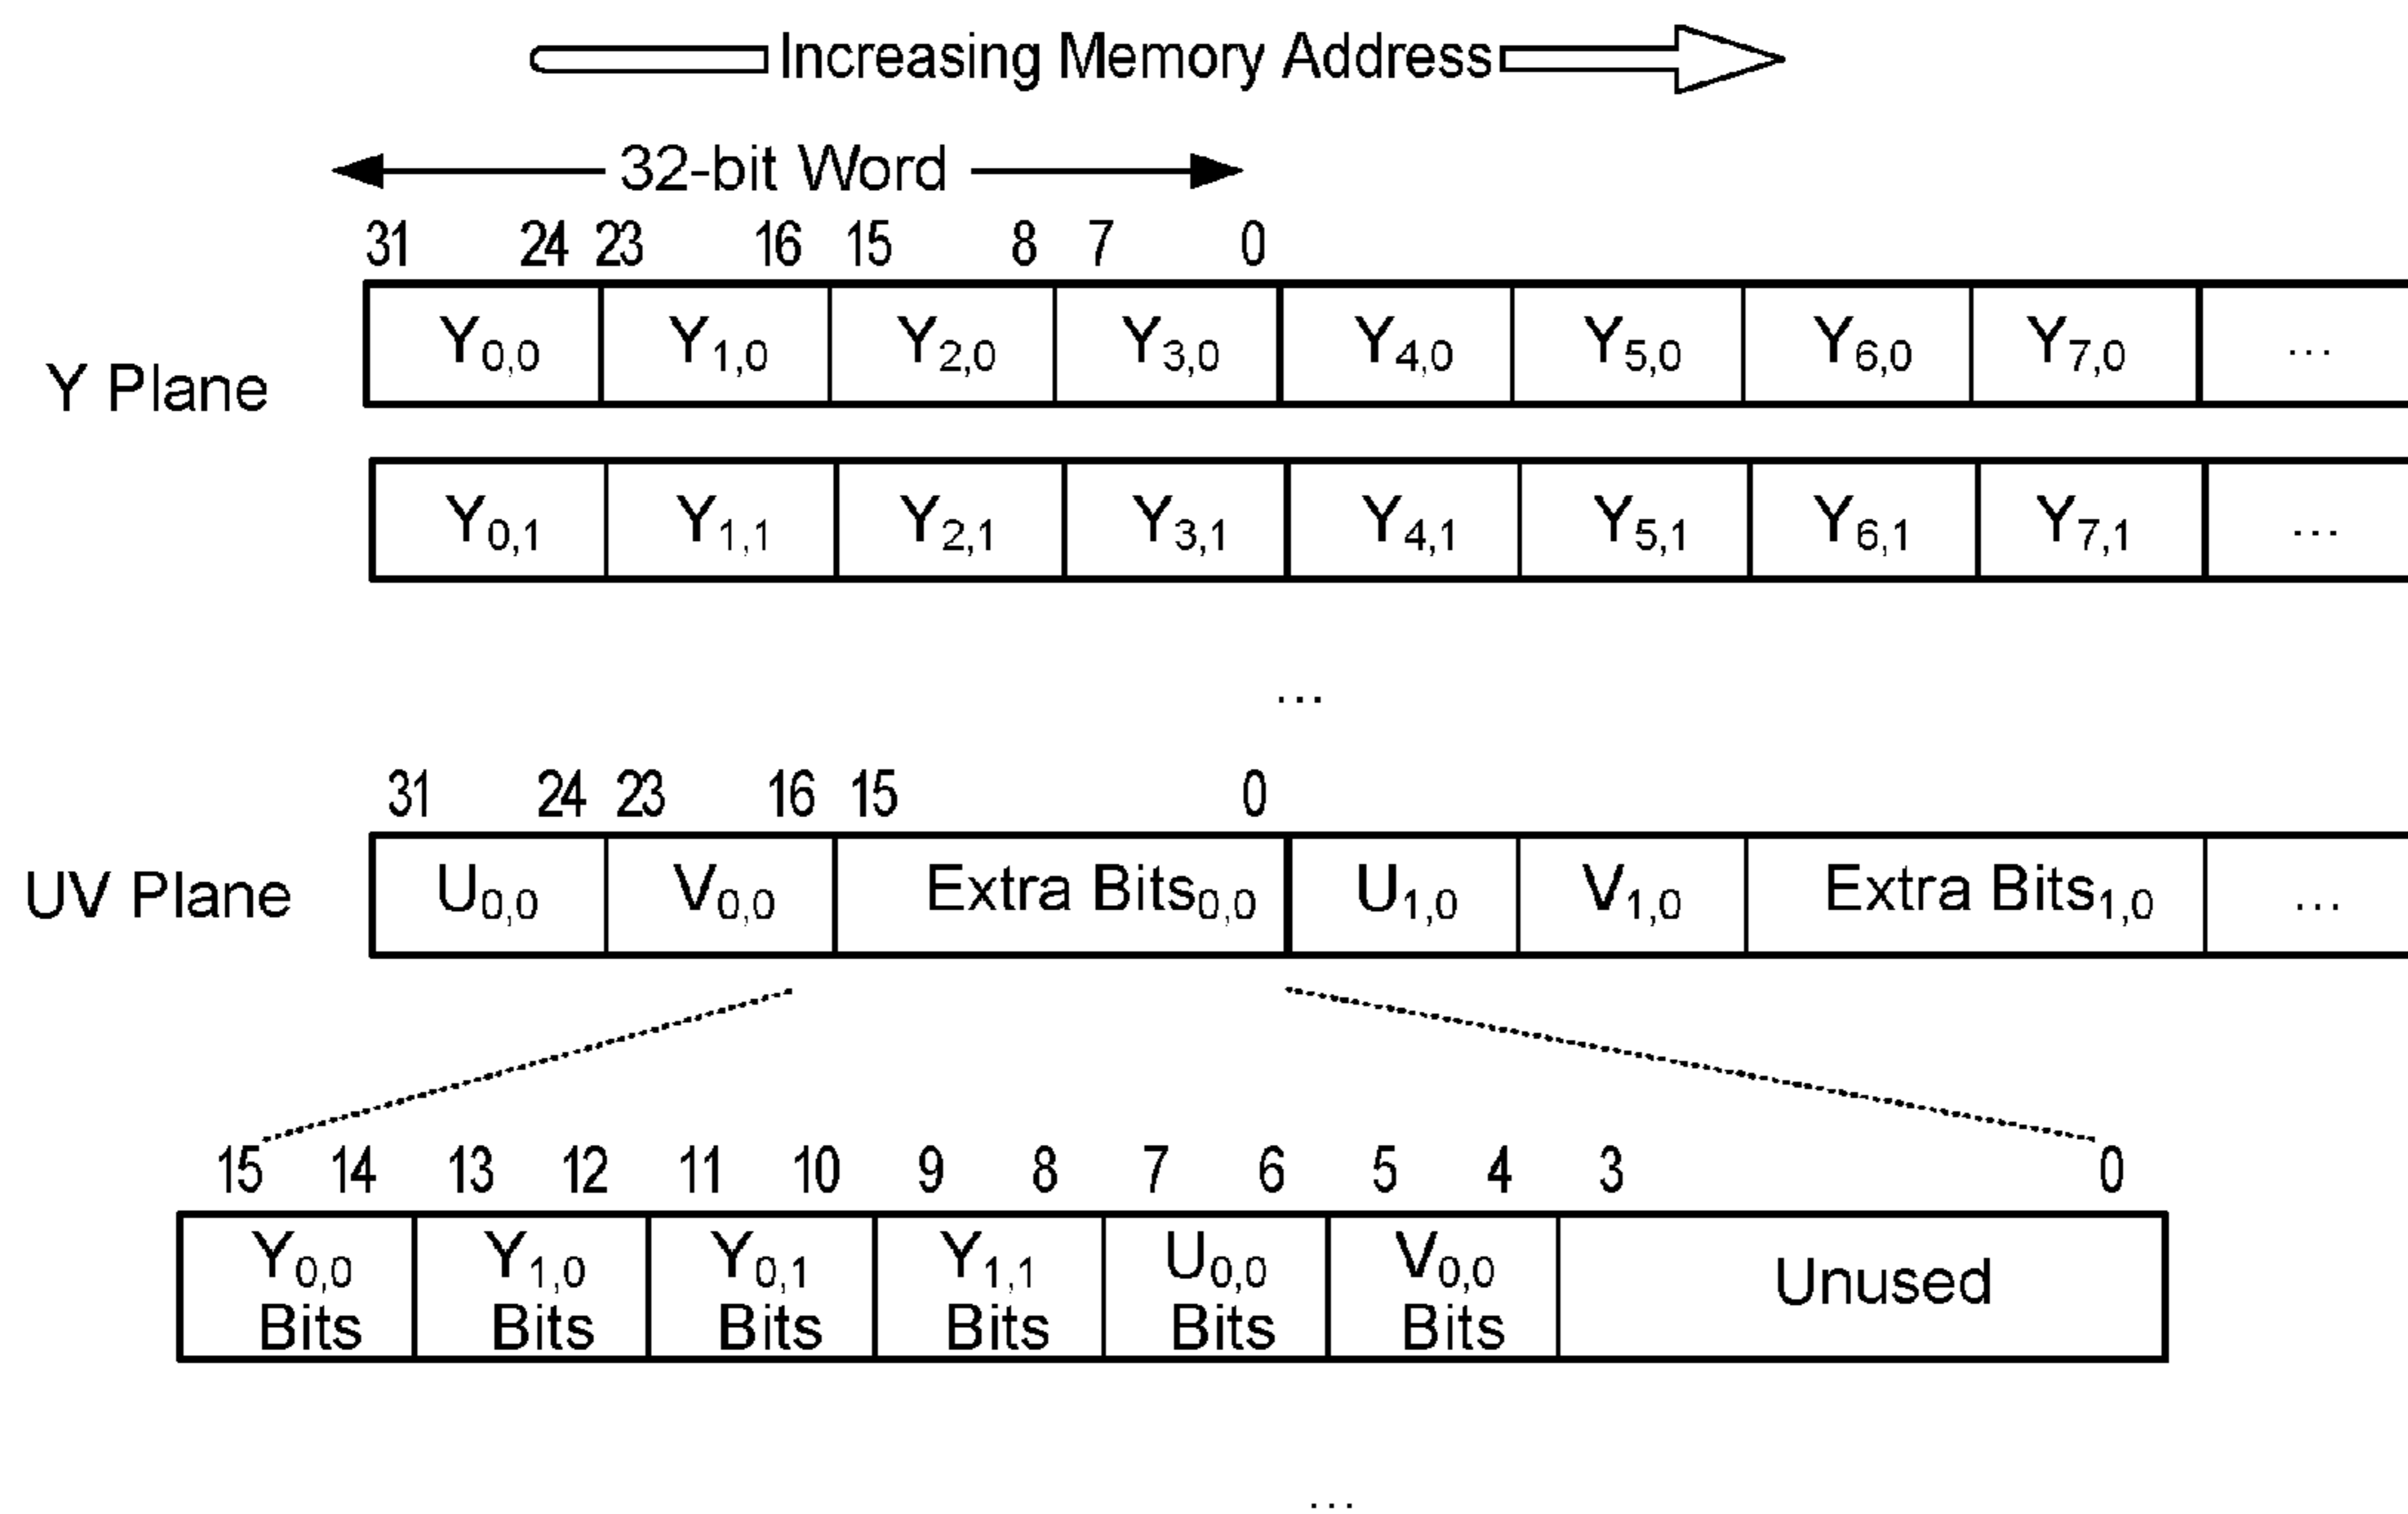 Increasing Memory Address
32-bit Word
31 24 23 16 15 8 7 0
Y Plane
Y0,0 Y1,0 Y2,0 Y3,0 Y4,0 Y5,0 Y6,0 Y7,0 ...
Y0,1 Y1,1 Y2,1 Y3,1 Y4,1 Y5,1 Y6,1 Y7,1 ...
...
31 24 23 16 15 0
UV Plane U0,0 V0,0 Extra Bits0,0 U1,0 V1,0 Extra Bits1,0 ...
15 14 13 12 11 10 9 8 7 6 5 4 3 0
Y0,0 Y1,0 Y0,1 Y1,1 U0,0 V0,0 Unused
Bits Bits Bits Bits Bits Bits
...